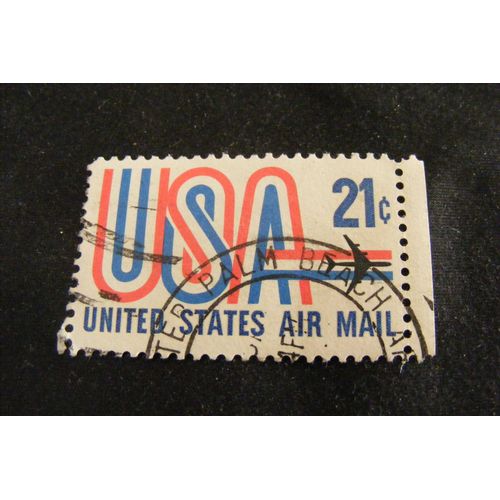 USA 21¢
PALM BEACH
UNITED STATES AIR MAIL